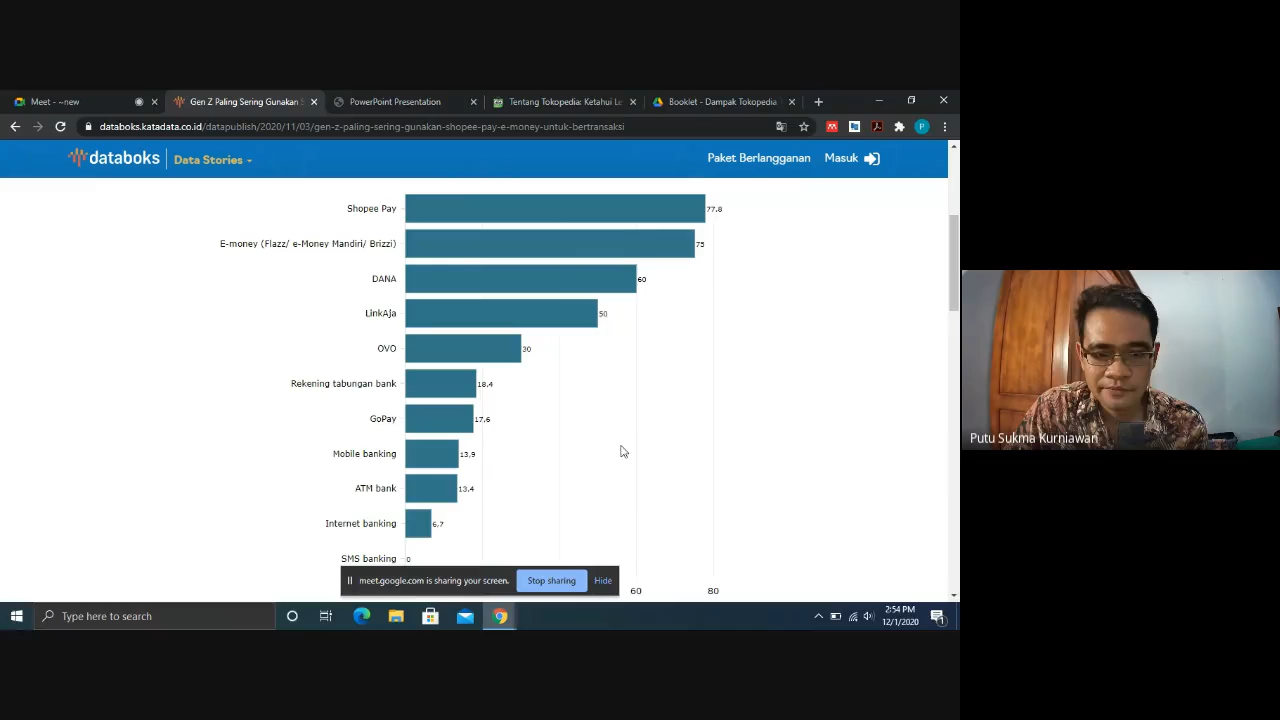 Meet - ~new
Gen Z Paling Sering Gunakan S
PowerPoint Presentation
Tentang Tokopedia: Ketahui Le
Booklet - Dampak Tokopedia
databoks.katadata.co.id/datapublish/2020/11/03/gen-z-paling-sering-gunakan-shopee-pay-e-money-untuk-bertransaksi
P
databoks
Data Stories
Paket Berlangganan
Masuk
Shopee Pay 77,8
E-money (Flazz/ e-Money Mandiri/ Brizzi) 75
DANA 60
LinkAja 50
OVO 30
Rekening tabungan bank 18,4
GoPay 17,6
Mobile banking 13,9
ATM bank 13,4
Internet banking 6,7
SMS banking 0
60 80
meet.google.com is sharing your screen. Stop sharing Hide
Putu Sukma Kurniawan
Type here to search
2:54 PM
12/1/2020
1